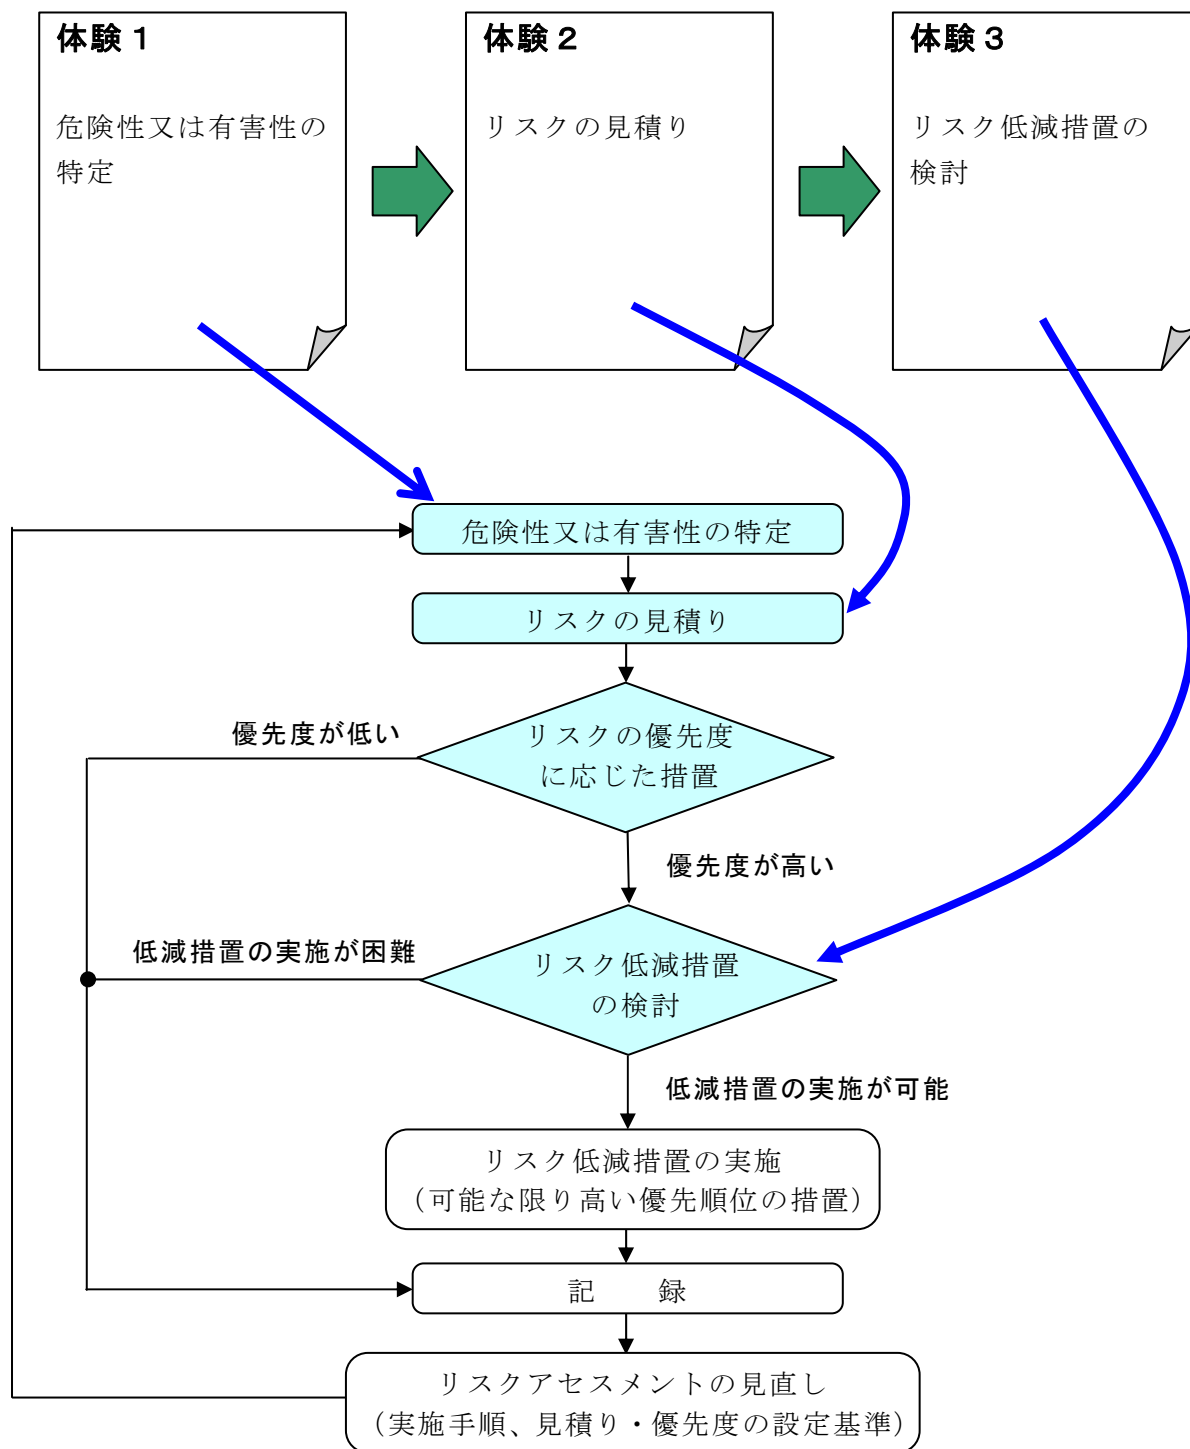 体験１
危険性又は有害性の
特定
体験２
リスクの見積り
体験３
リスク低減措置の
検討
危険性又は有害性の特定
リスクの見積り
優先度が低い
リスクの優先度
に応じた措置
優先度が高い
低減措置の実施が困難
リスク低減措置
の検討
低減措置の実施が可能
リスク低減措置の実施
（可能な限り高い優先順位の措置）
記　　録
リスクアセスメントの見直し
（実施手順、見積り・優先度の設定基準）